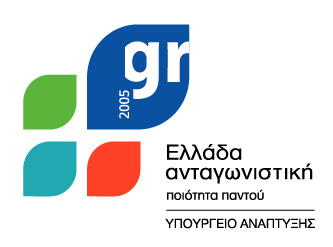 gr
2005
Ελλάδα
ανταγωνιστική
ποιότητα παντού
ΥΠΟΥΡΓΕΙΟ ΑΝΑΠΤΥΞΗΣ